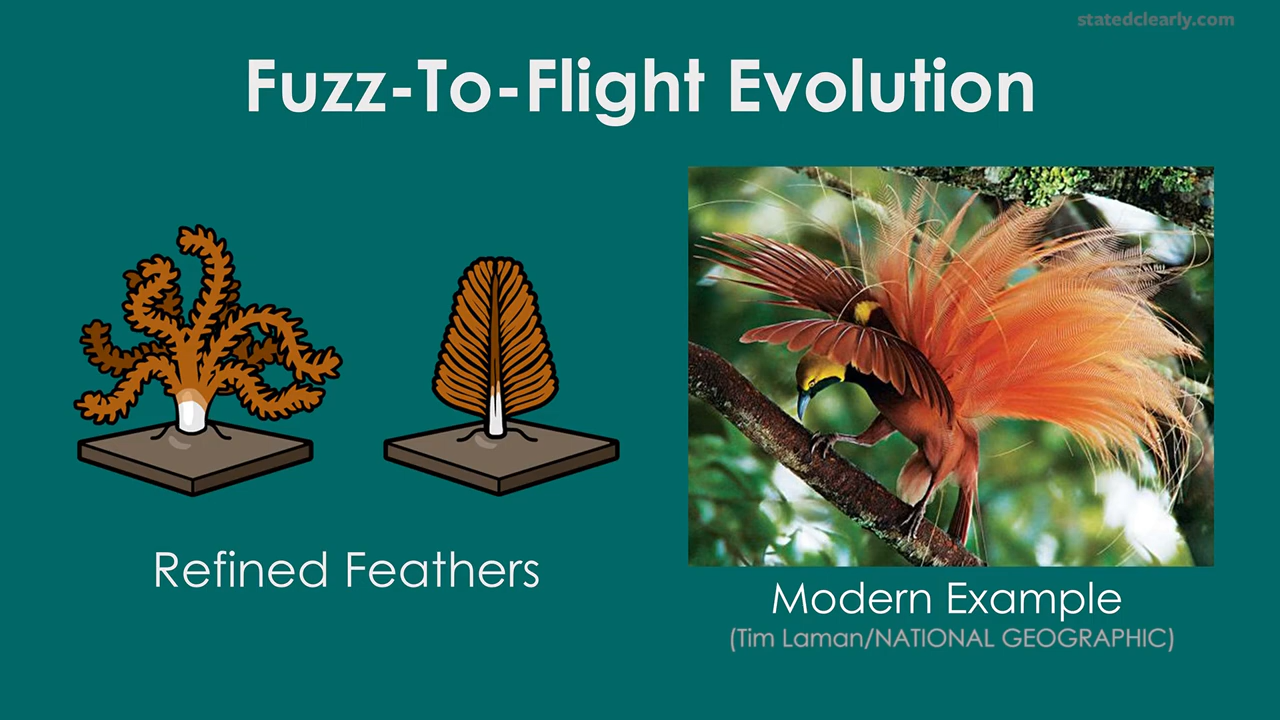 statedclearly.com
Fuzz-To-Flight Evolution
Refined Feathers
Modern Example
(Tim Laman/NATIONAL GEOGRAPHIC)